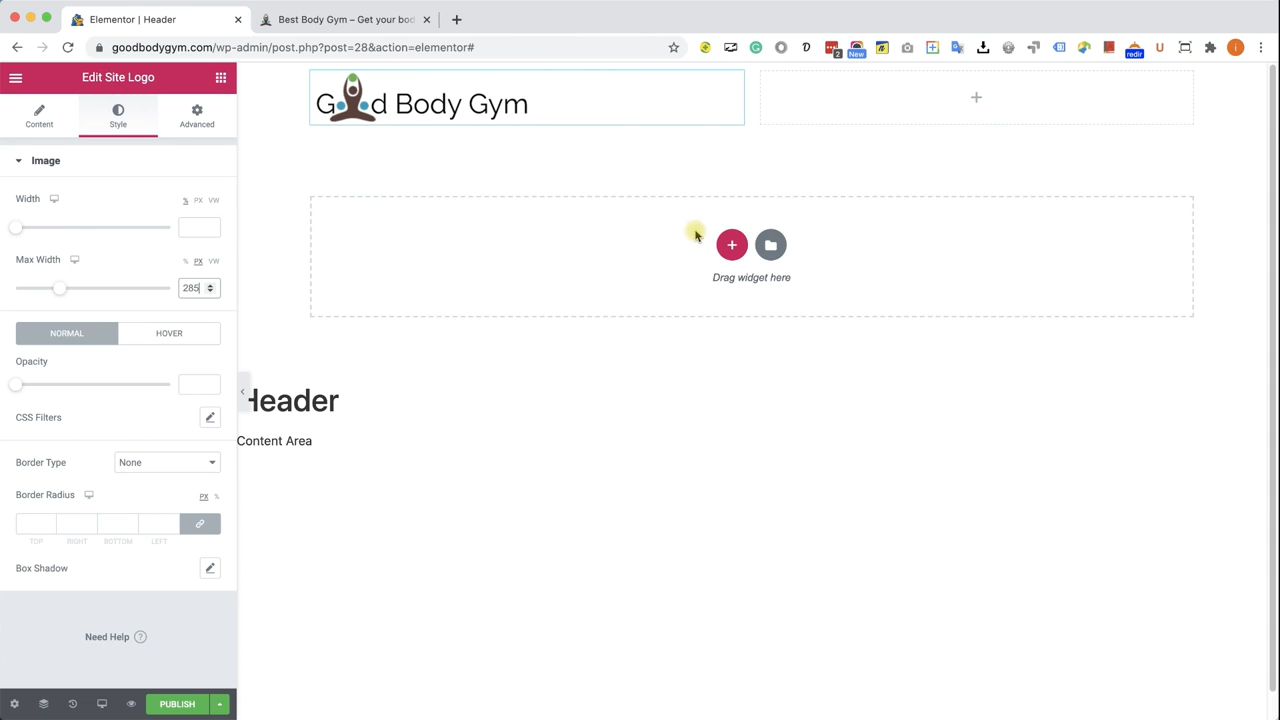 Elementor | Header
Best Body Gym – Get your bod
goodbodygym.com/wp-admin/post.php?post=28&action=elementor#
2
New
redir
U
i
Edit Site Logo
Content
Style
Advanced
Image
Width
% PX VW
Max Width
% PX VW
285
NORMAL
HOVER
Opacity
CSS Filters
Border Type
None
Border Radius
PX %
TOP RIGHT BOTTOM LEFT
Box Shadow
Need Help ?
PUBLISH
G d Body Gym
Drag widget here
Header
Content Area